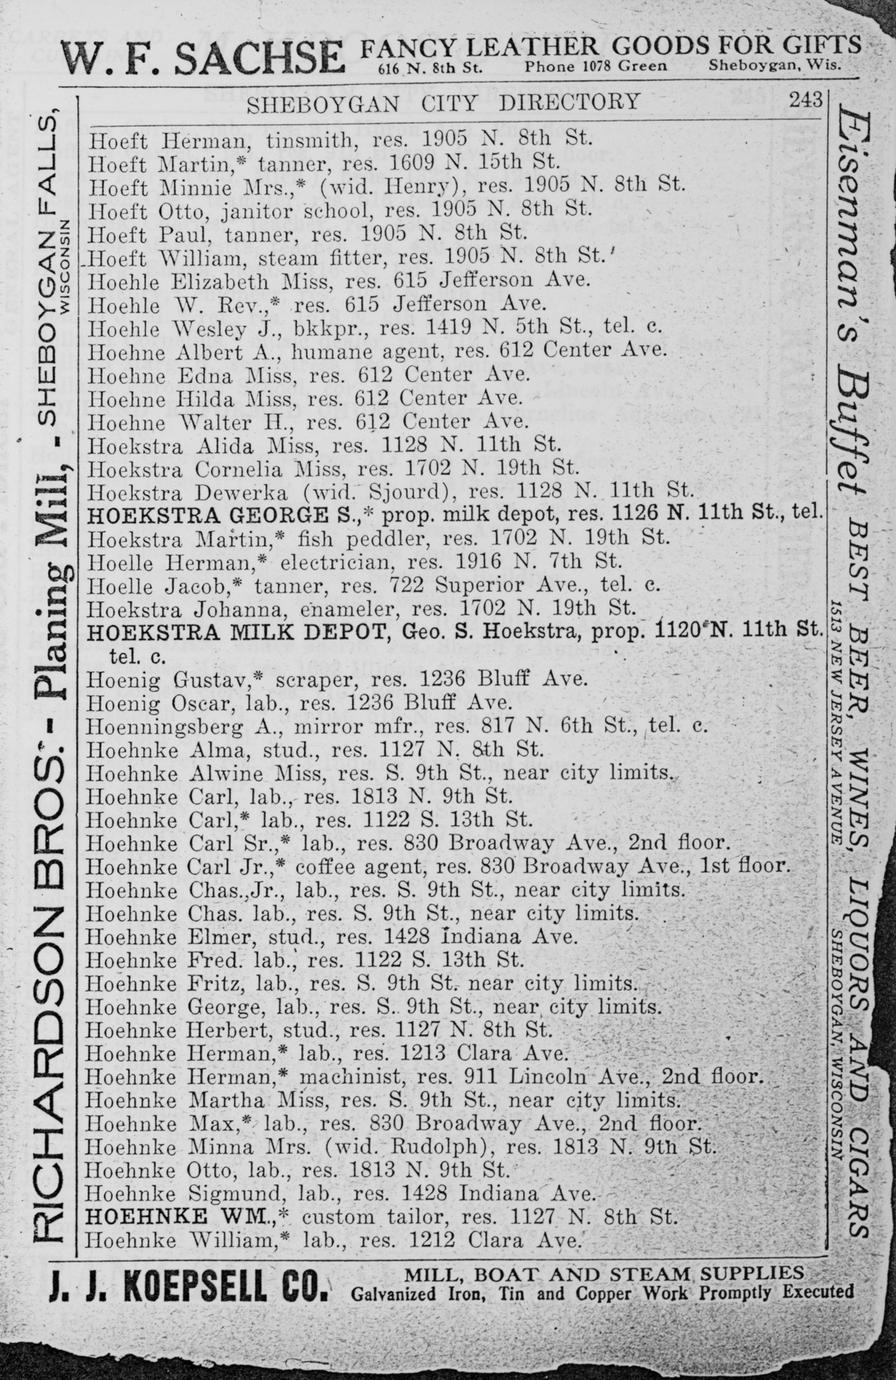 W. F. SACHSE FANCY LEATHER GOODS FOR GIFTS
616 N. 8th St. Phone 1078 Green Sheboygan, Wis.
SHEBOYGAN CITY DIRECTORY 243
Hoeft Herman, tinsmith, res. 1905 N. 8th St.
Hoeft Martin,* tanner, res. 1609 N. 15th St.
Hoeft Minnie Mrs.,* (wid. Henry), res. 1905 N. 8th St.
Hoeft Otto, janitor school, res. 1905 N. 8th St.
Hoeft Paul, tanner, res. 1905 N. 8th St.
Hoeft William, steam fitter, res. 1905 N. 8th St.
Hoehle Elizabeth Miss, res. 615 Jefferson Ave.
Hoehle W. Rev.,* res. 615 Jefferson Ave.
Hoehle Wesley J., bkkpr., res. 1419 N. 5th St., tel. c.
Hoehne Albert A., humane agent, res. 612 Center Ave.
Hoehne Edna Miss, res. 612 Center Ave.
Hoehne Hilda Miss, res. 612 Center Ave.
Hoehne Walter H., res. 612 Center Ave.
Hoekstra Alida Miss, res. 1128 N. 11th St.
Hoekstra Cornelia Miss, res. 1702 N. 19th St.
Hoekstra Dewerka (wid. Sjourd), res. 1128 N. 11th St.
HOEKSTRA GEORGE S.,* prop. milk depot, res. 1126 N. 11th St., tel.
Hoekstra Martin,* fish peddler, res. 1702 N. 19th St.
Hoelle Herman,* electrician, res. 1916 N. 7th St.
Hoelle Jacob,* tanner, res. 722 Superior Ave., tel. c.
Hoekstra Johanna, enameler, res. 1702 N. 19th St.
HOEKSTRA MILK DEPOT, Geo. S. Hoekstra, prop. 1120 N. 11th St.
tel. c.
Hoenig Gustav,* scraper, res. 1236 Bluff Ave.
Hoenig Oscar, lab., res. 1236 Bluff Ave.
Hoenningsberg A., mirror mfr., res. 817 N. 6th St., tel. c.
Hoehnke Alma, stud., res. 1127 N. 8th St.
Hoehnke Alwine Miss, res. S. 9th St., near city limits.
Hoehnke Carl, lab., res. 1813 N. 9th St.
Hoehnke Carl,* lab., res. 1122 S. 13th St.
Hoehnke Carl Sr.,* lab., res. 830 Broadway Ave., 2nd floor.
Hoehnke Carl Jr.,* coffee agent, res. 830 Broadway Ave., 1st floor.
Hoehnke Chas.,Jr., lab., res. S. 9th St., near city limits.
Hoehnke Chas. lab., res. S. 9th St., near city limits.
Hoehnke Elmer, stud., res. 1428 Indiana Ave.
Hoehnke Fred. lab., res. 1122 S. 13th St.
Hoehnke Fritz, lab., res. S. 9th St. near city limits.
Hoehnke George, lab., res. S. 9th St., near city limits.
Hoehnke Herbert, stud., res. 1127 N. 8th St.
Hoehnke Herman,* lab., res. 1213 Clara Ave.
Hoehnke Herman,* machinist, res. 911 Lincoln Ave., 2nd floor.
Hoehnke Martha Miss, res. S. 9th St., near city limits.
Hoehnke Max,* lab., res. 830 Broadway Ave., 2nd floor.
Hoehnke Minna Mrs. (wid. Rudolph), res. 1813 N. 9th St.
Hoehnke Otto, lab., res. 1813 N. 9th St.
Hoehnke Sigmund, lab., res. 1428 Indiana Ave.
HOEHNKE WM.,* custom tailor, res. 1127 N. 8th St.
Hoehnke William,* lab., res. 1212 Clara Ave.
RICHARDSON BROS. - Planing Mill, - SHEBOYGAN FALLS,
WISCONSIN
Eisenman's Buffet BEST BEER, WINES, LIQUORS AND CIGARS
1513 NEW JERSEY AVENUE SHEBOYGAN, WISCONSIN
J. J. KOEPSELL CO. MILL, BOAT AND STEAM SUPPLIES
Galvanized Iron, Tin and Copper Work Promptly Executed